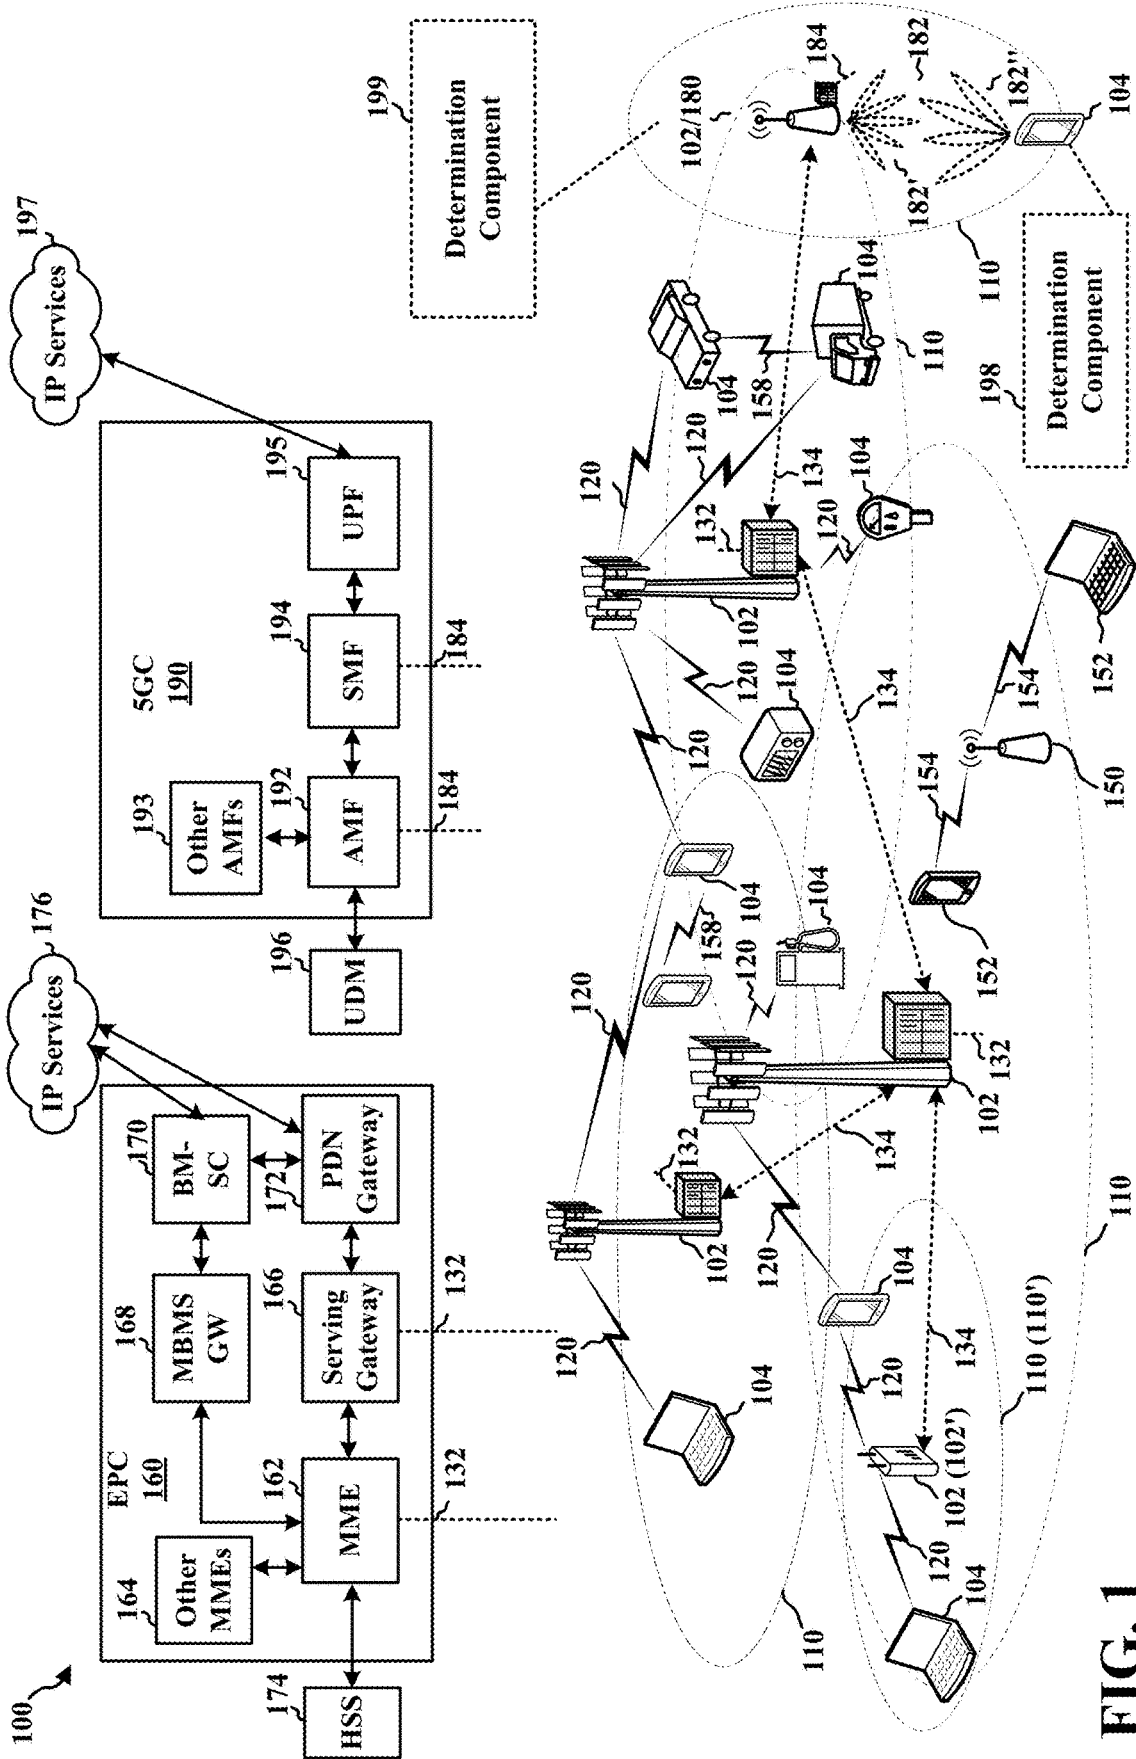 100
EPC
160
164
Other
MMEs
162
MME
174
HSS
168
MBMS
GW
170
BM-
SC
166
Serving
Gateway
172
PDN
Gateway
132
132
176
IP Services
5GC
190
193
Other
AMFs
192
AMF
196
UDM
194
SMF
195
UPF
184
184
197
IP Services
199
Determination
Component
120
104
110
132
102
120
120
104
158
104
120
104
120
120
104
120
104
158
120
132
102
134
120
104
102/180
184
182
182'
182''
104
110
198
Determination
Component
104
110
120
104
120
102 (102')
134
110 (110')
120
104
134
132
102
134
154
152
150
154
152
110
FIG. 1